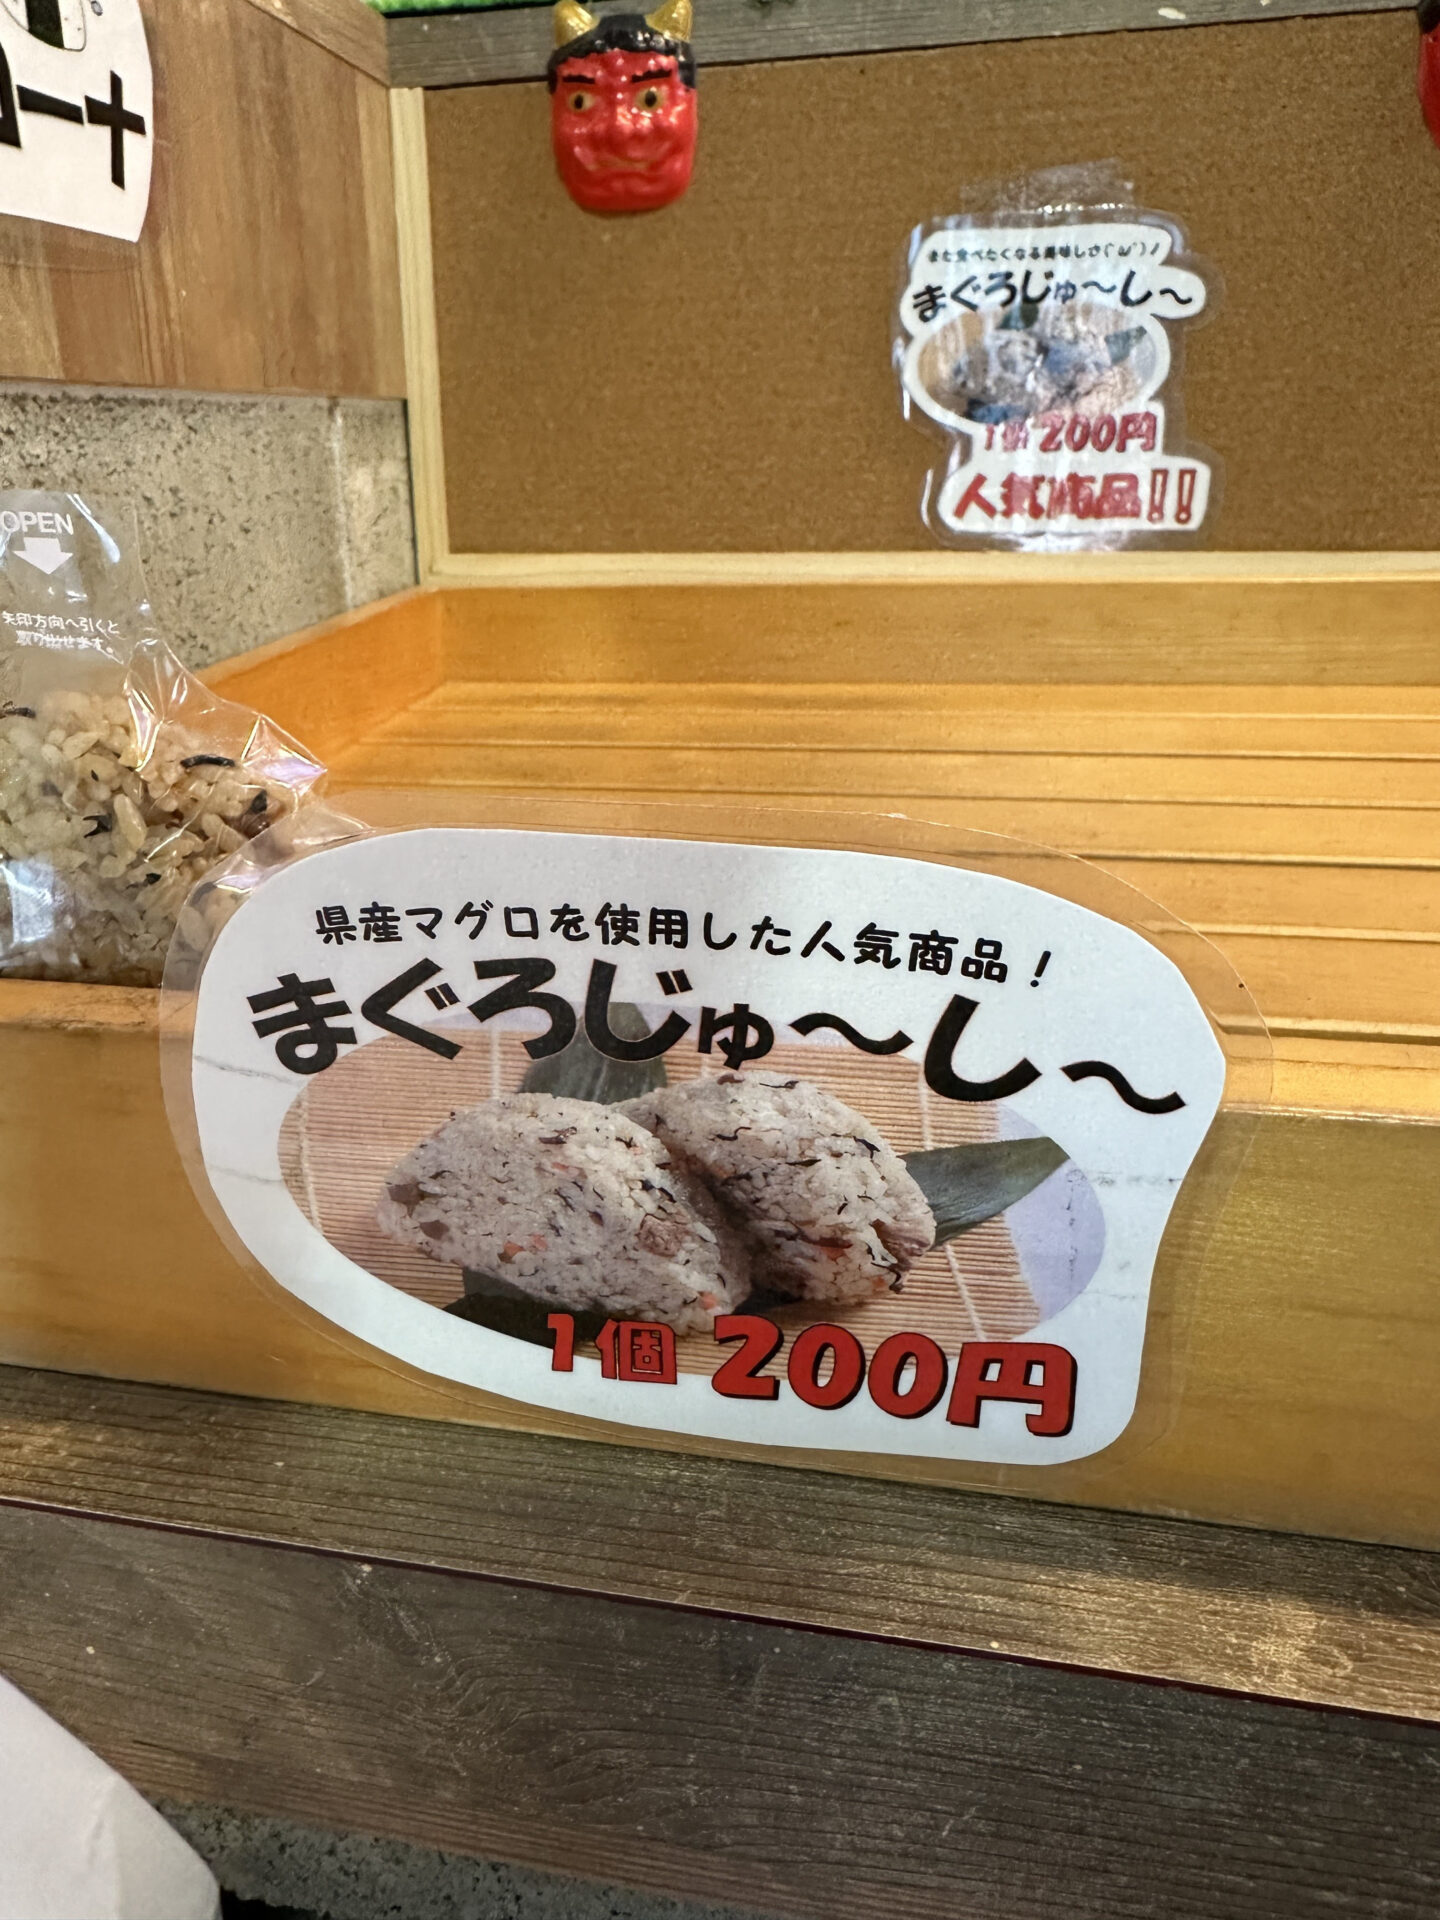 また食べたくなる美味しさ(´ω`)ノ
まぐろじゅ〜し〜
1個 200円
人気商品!!
OPEN
矢印方向へ引くと
取り出せます。
県産マグロを使用した人気商品!
まぐろじゅ〜し〜
1個 200円